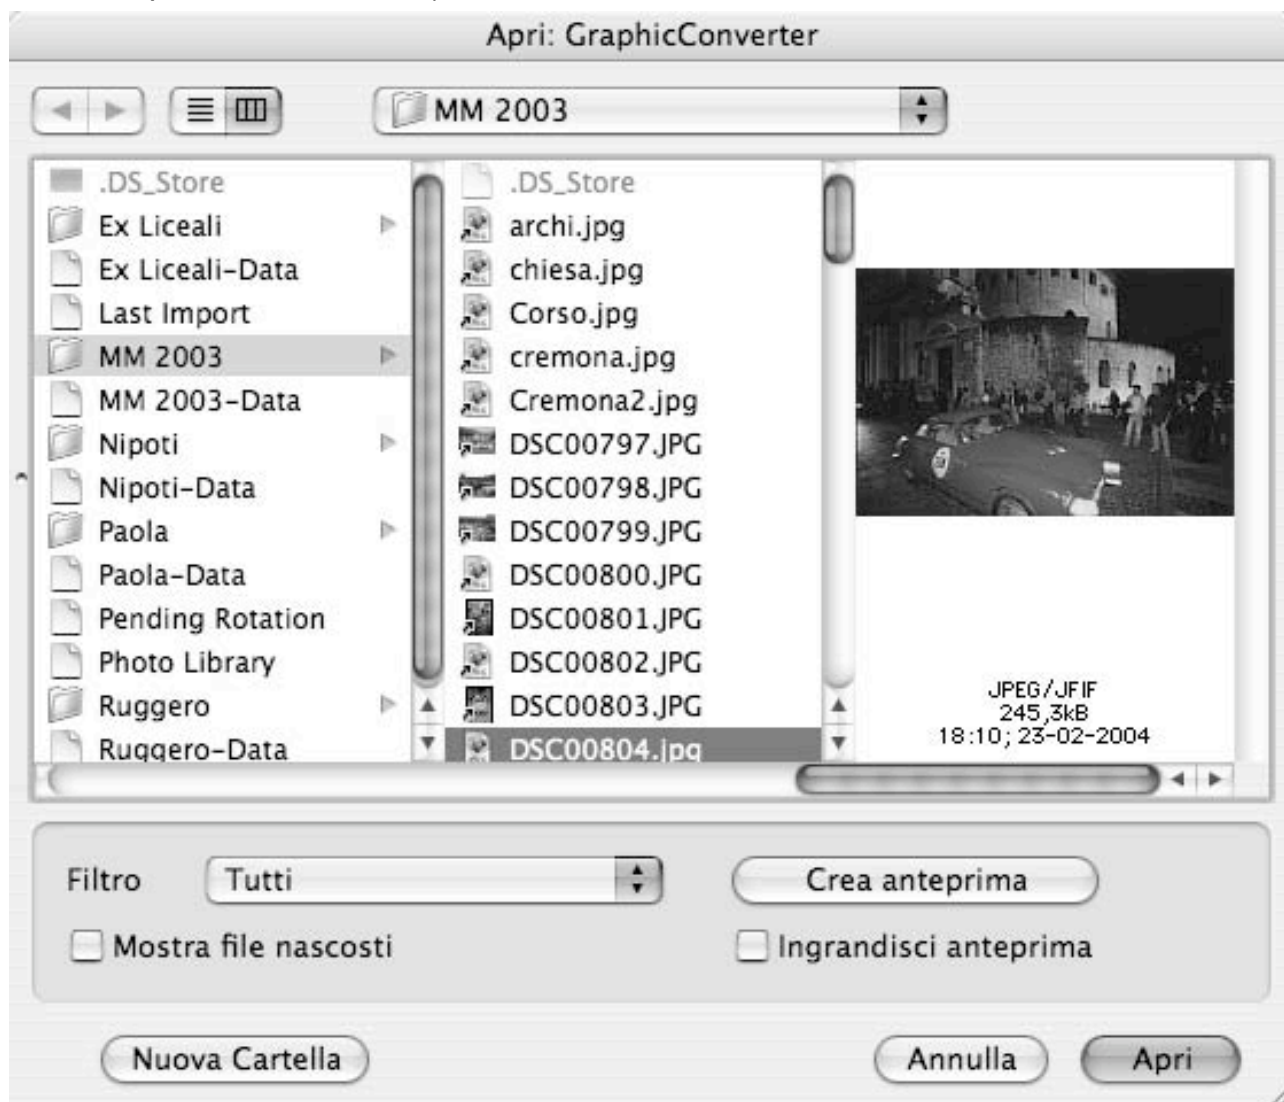 Apri: GraphicConverter
MM 2003
.DS_Store
Ex Liceali
Ex Liceali-Data
Last Import
MM 2003
MM 2003-Data
Nipoti
Nipoti-Data
Paola
Paola-Data
Pending Rotation
Photo Library
Ruggero
Ruggero-Data
.DS_Store
archi.jpg
chiesa.jpg
Corso.jpg
cremona.jpg
Cremona2.jpg
DSC00797.JPG
DSC00798.JPG
DSC00799.JPG
DSC00800.JPG
DSC00801.JPG
DSC00802.JPG
DSC00803.JPG
DSC00804.jpg
JPEG/JFIF
245,3kB
18:10; 23-02-2004
Filtro
Tutti
Crea anteprima
Mostra file nascosti
Ingrandisci anteprima
Nuova Cartella
Annulla
Apri